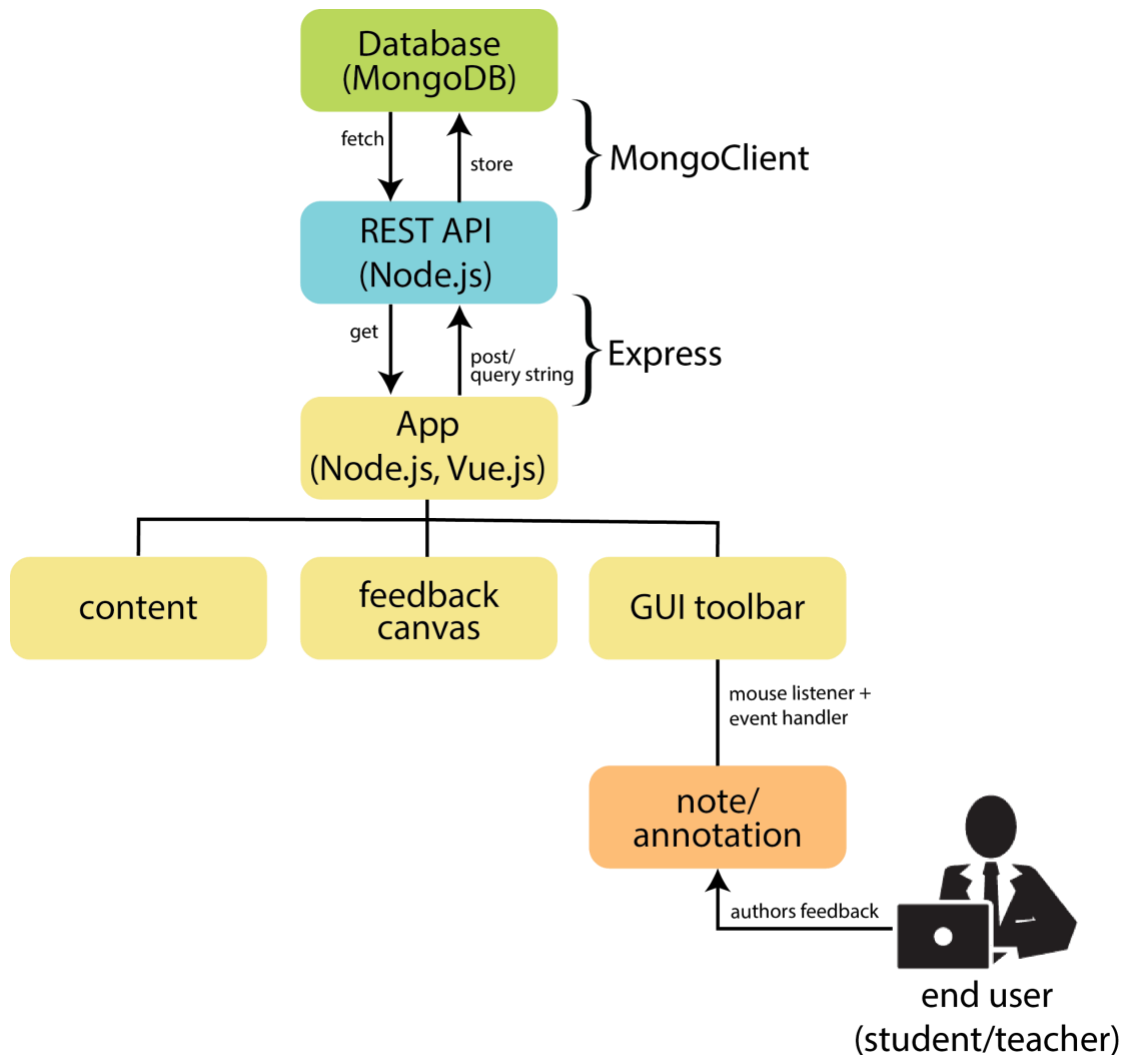 Database
(MongoDB)
fetch
store
MongoClient
REST API
(Node.js)
get
post/
query string
Express
App
(Node.js, Vue.js)
content
feedback
canvas
GUI toolbar
mouse listener +
event handler
note/
annotation
authors feedback
end user
(student/teacher)